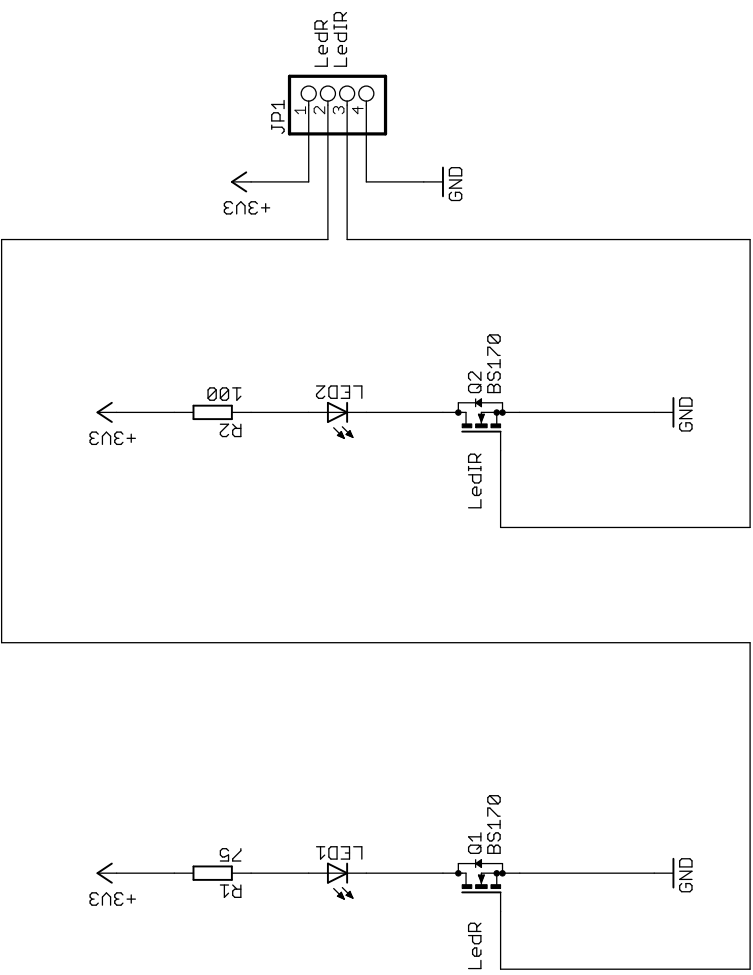 LedR
LedIR
JP1
1
2
3
4
+3V3
GND
100
R2
+3V3
LED2
Q2
BS170
LedIR
GND
75
R1
+3V3
LED1
Q1
BS170
LedR
GND